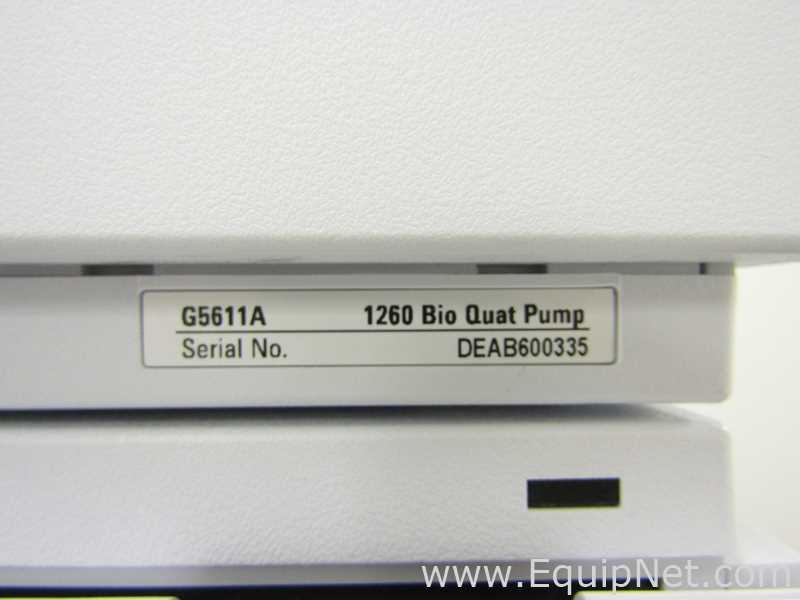 G5611A 1260 Bio Quat Pump
Serial No. DEAB600335
www.EquipNet.com